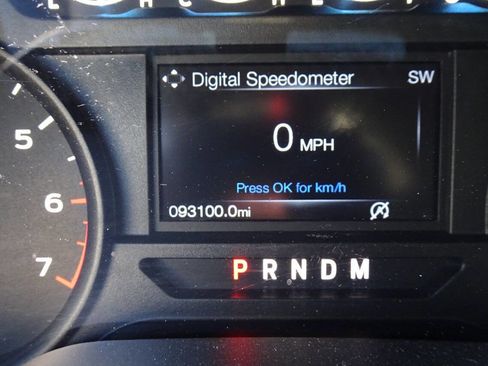 E H C H E F
5
6
7
Digital Speedometer SW
0 MPH
Press OK for km/h
093100.0mi
P R N D M